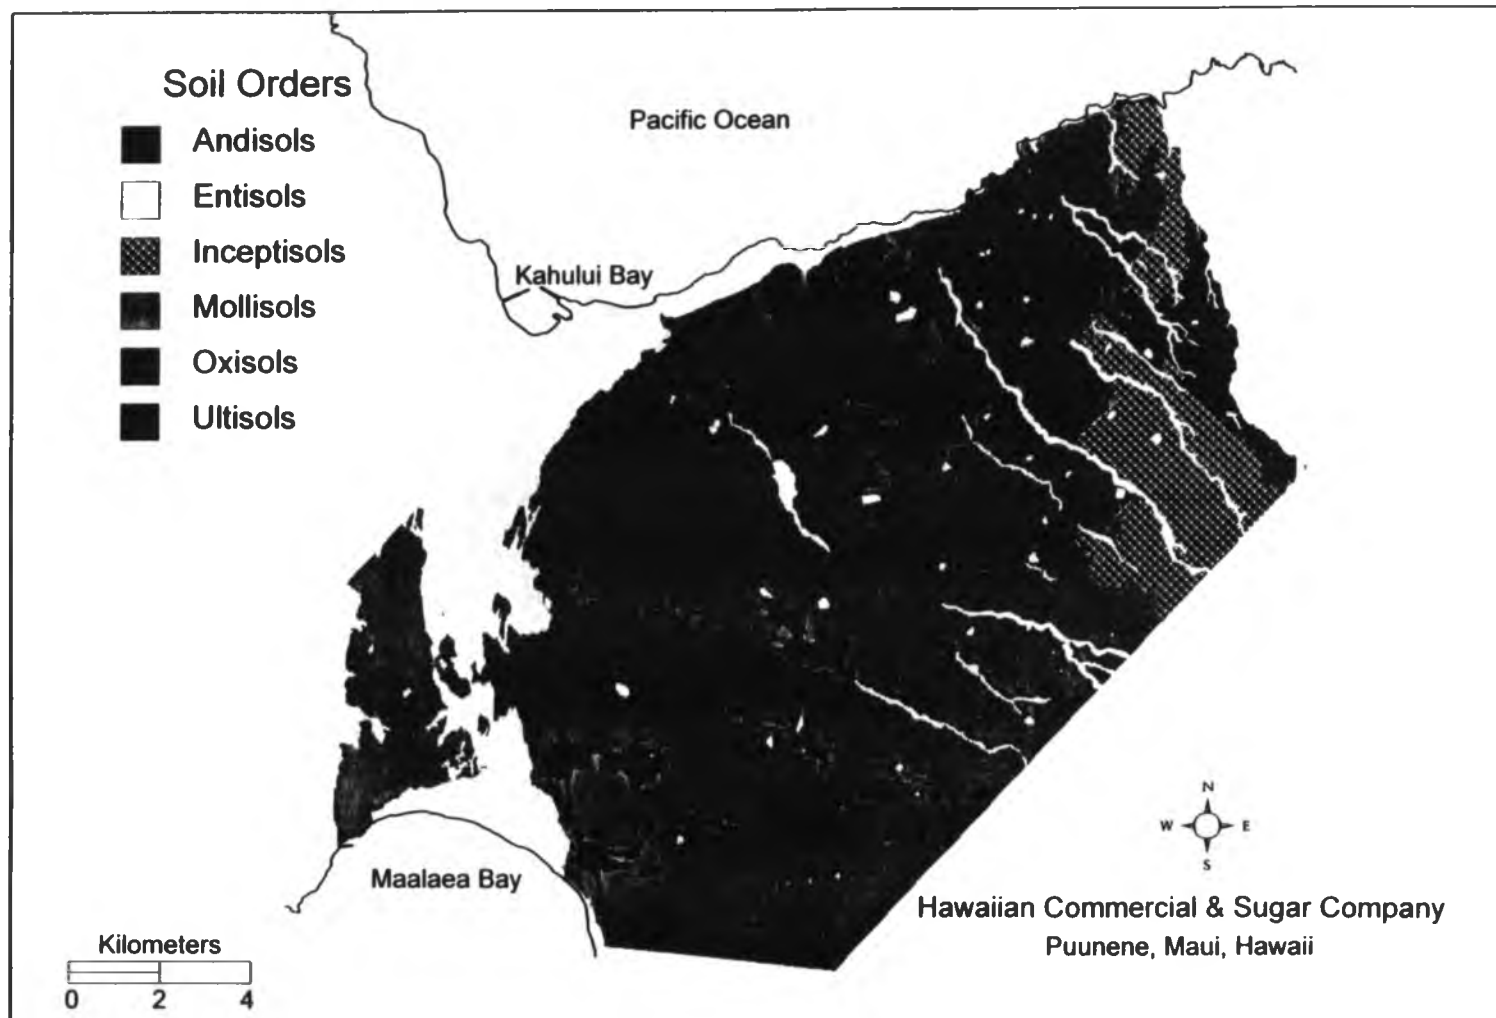 Soil Orders
Andisols
Entisols
Inceptisols
Mollisols
Oxisols
Ultisols
Pacific Ocean
Kahului Bay
Maalaea Bay
N
W E
S
Hawaiian Commercial & Sugar Company
Puunene, Maui, Hawaii
Kilometers
0 2 4